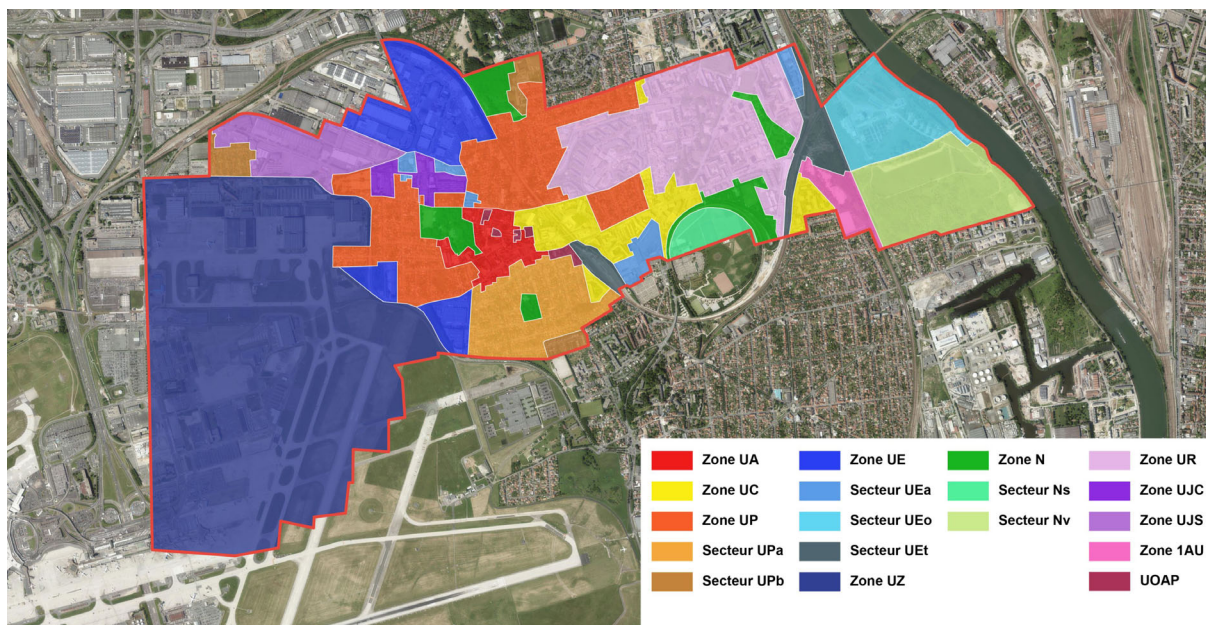 Zone UA
Zone UE
Zone N
Zone UR
Zone UC
Secteur UEa
Secteur Ns
Zone UJC
Zone UP
Secteur UEo
Secteur Nv
Zone UJS
Secteur UPa
Secteur UEt
Zone 1AU
Secteur UPb
Zone UZ
UOAP